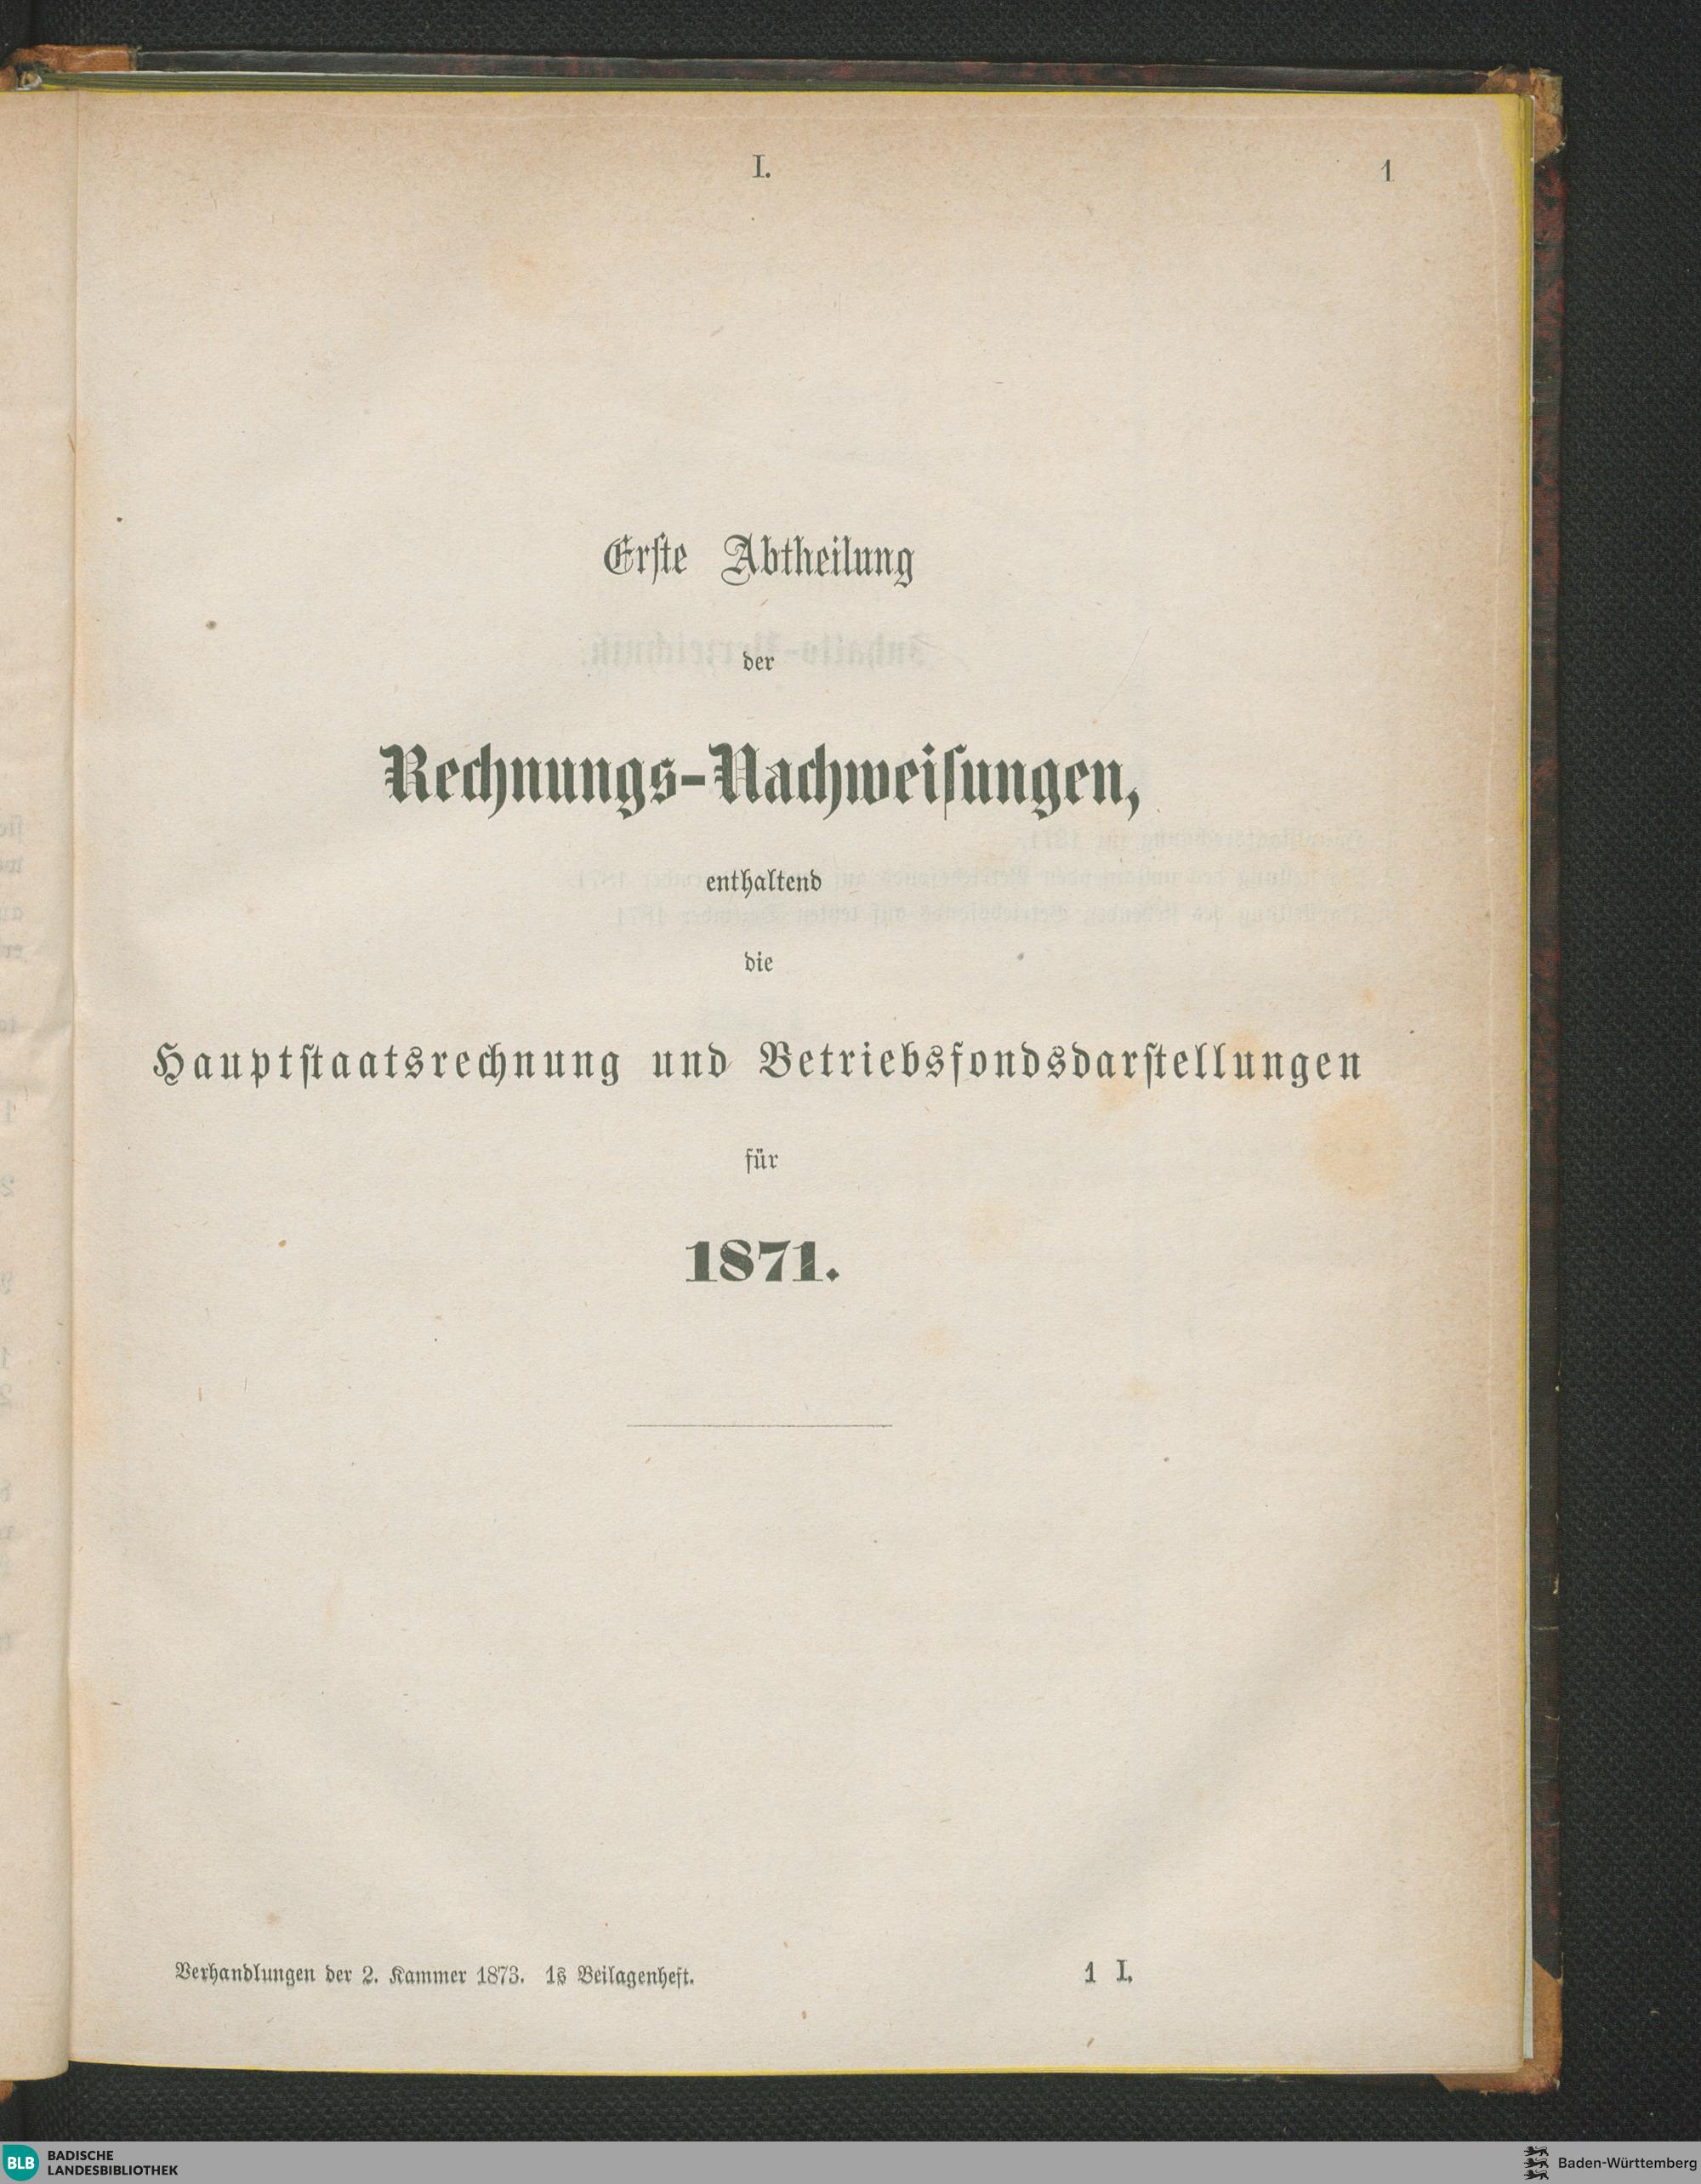 I.
1
Erſte Abtheilung
der
Rechnungs-Nachweiſungen,
enthaltend
die
Hauptſtaatsrechnung und Betriebsfondsdarſtellungen
für
1871.
Verhandlungen der 2. Kammer 1873. 1s Beilagenheft.
1 I.
BLB BADISCHE
LANDESBIBLIOTHEK
Baden-Württemberg